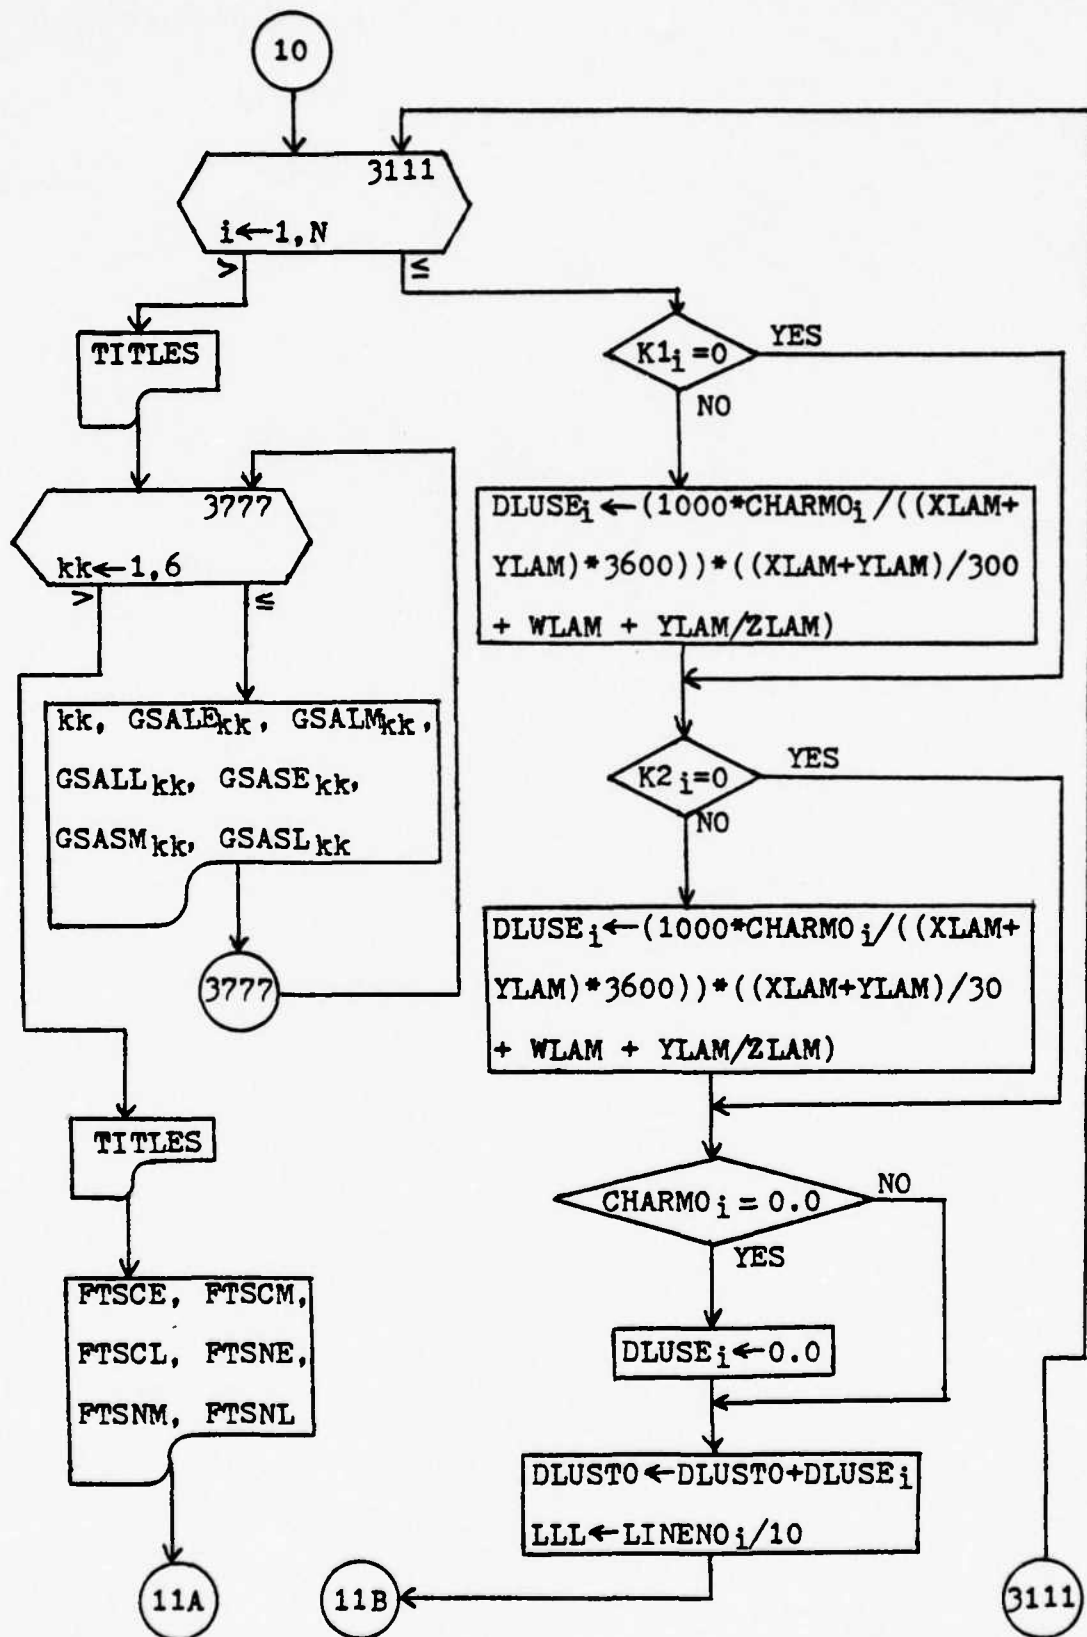 10
3111
i←1,N
>
≤
TITLES
K1i=0
YES
NO
3777
kk←1,6
>
≤
DLUSEi←(1000*CHARMOi/((XLAM+
YLAM)*3600))*((XLAM+YLAM)/300
+ WLAM + YLAM/ZLAM)
kk, GSALEkk, GSALMkk,
GSALLkk, GSASEkk,
GSASMkk, GSASLkk
K2i=0
YES
NO
3777
DLUSEi←(1000*CHARMOi/((XLAM+
YLAM)*3600))*((XLAM+YLAM)/30
+ WLAM + YLAM/ZLAM)
TITLES
CHARMOi = 0.0
NO
YES
FTSCE, FTSCM,
FTSCL, FTSNE,
FTSNM, FTSNL
DLUSEi←0.0
DLUSTO←DLUSTO+DLUSEi
LLL←LINENOi/10
11A
11B
3111